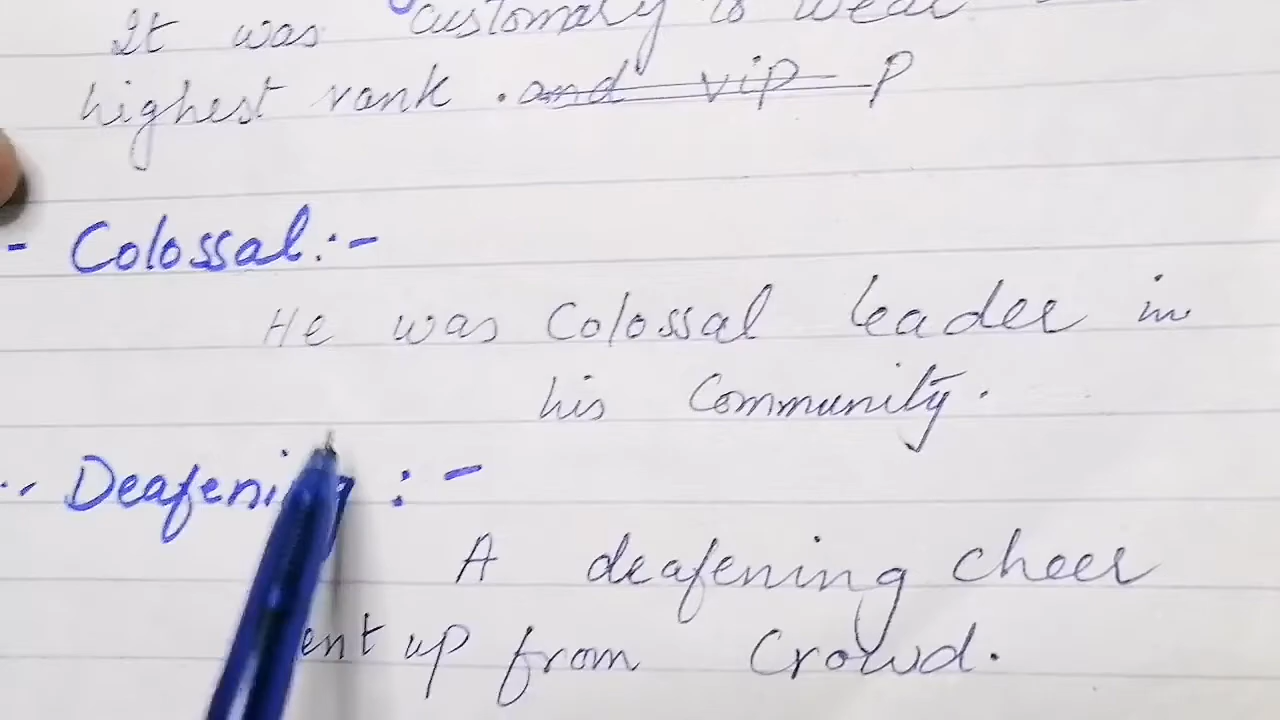 It was customary to wear
highest rank . and vip P
- Colossal:-
He was Colossal leader in
his Community.
Deafening :-
A deafening cheer
ent up from Crowd.